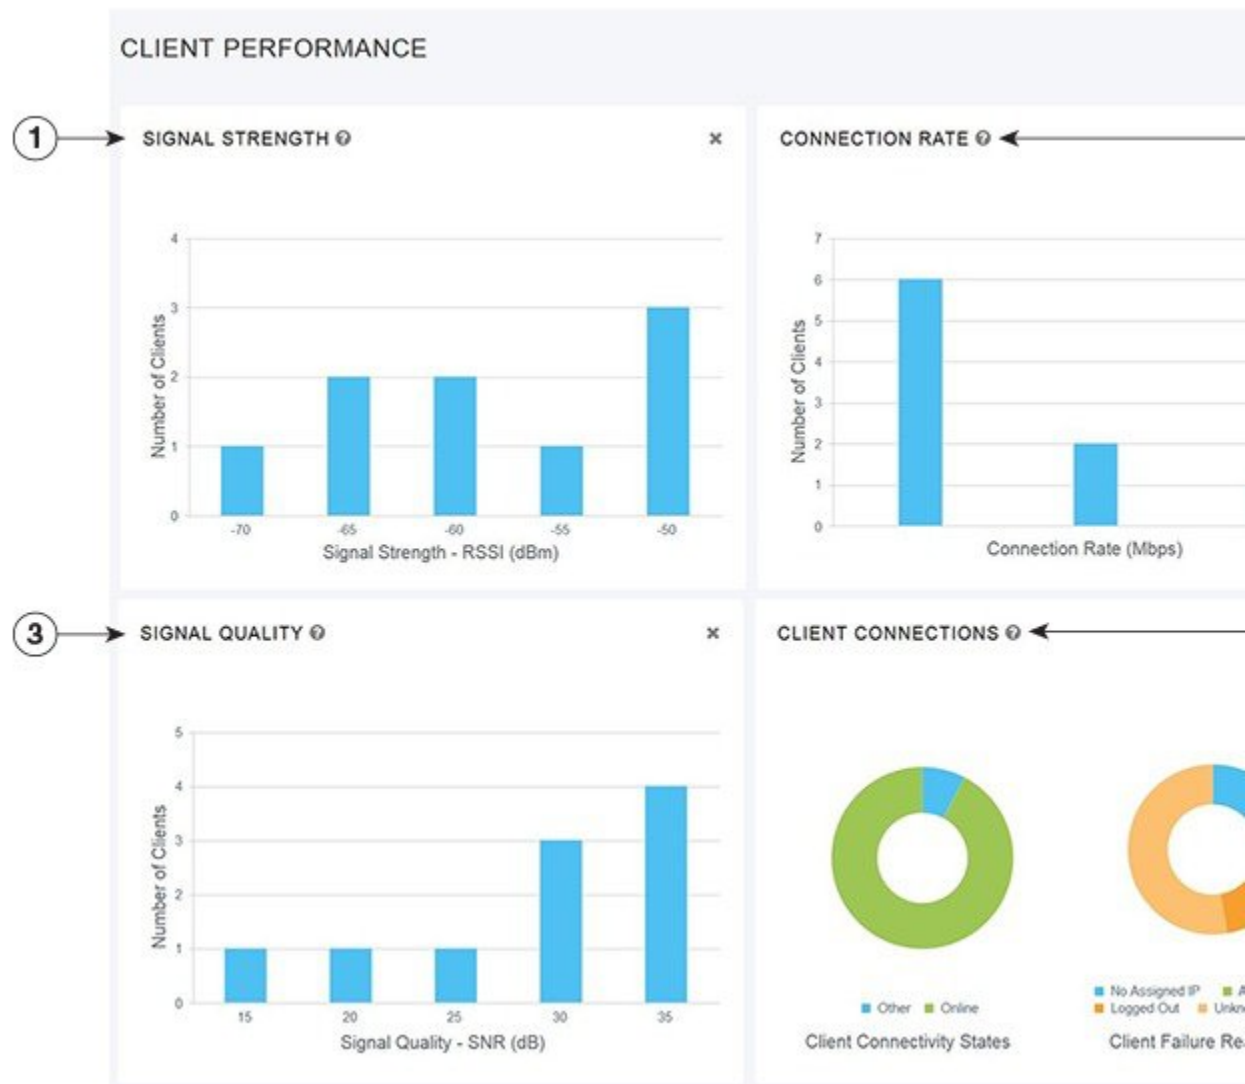 CLIENT PERFORMANCE
1
SIGNAL STRENGTH
CONNECTION RATE
4
3
2
1
0
Number of Clients
-70 -65 -60 -55 -50
Signal Strength - RSSI (dBm)
7
6
5
4
3
2
1
0
Number of Clients
Connection Rate (Mbps)
3
SIGNAL QUALITY
CLIENT CONNECTIONS
5
4
3
2
1
0
Number of Clients
15 20 25 30 35
Signal Quality - SNR (dB)
Other Online
Client Connectivity States
No Assigned IP A
Logged Out
Client Failure